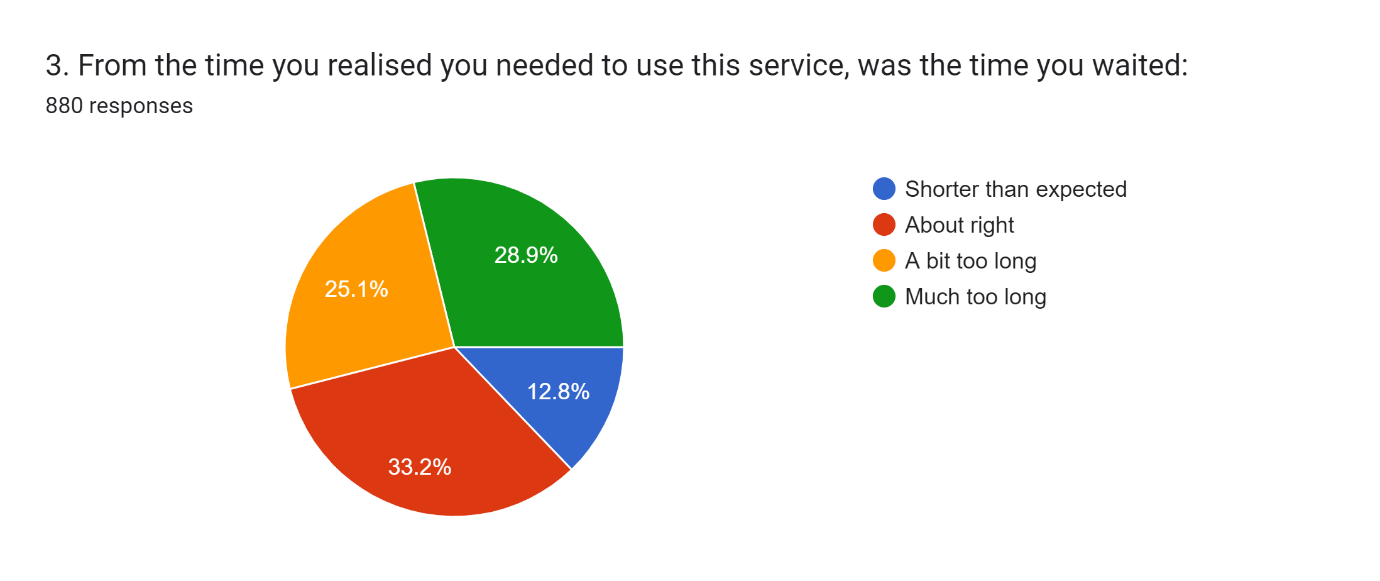 3. From the time you realised you needed to use this service, was the time you waited:
880 responses
28.9%
25.1%
12.8%
33.2%
Shorter than expected
About right
A bit too long
Much too long